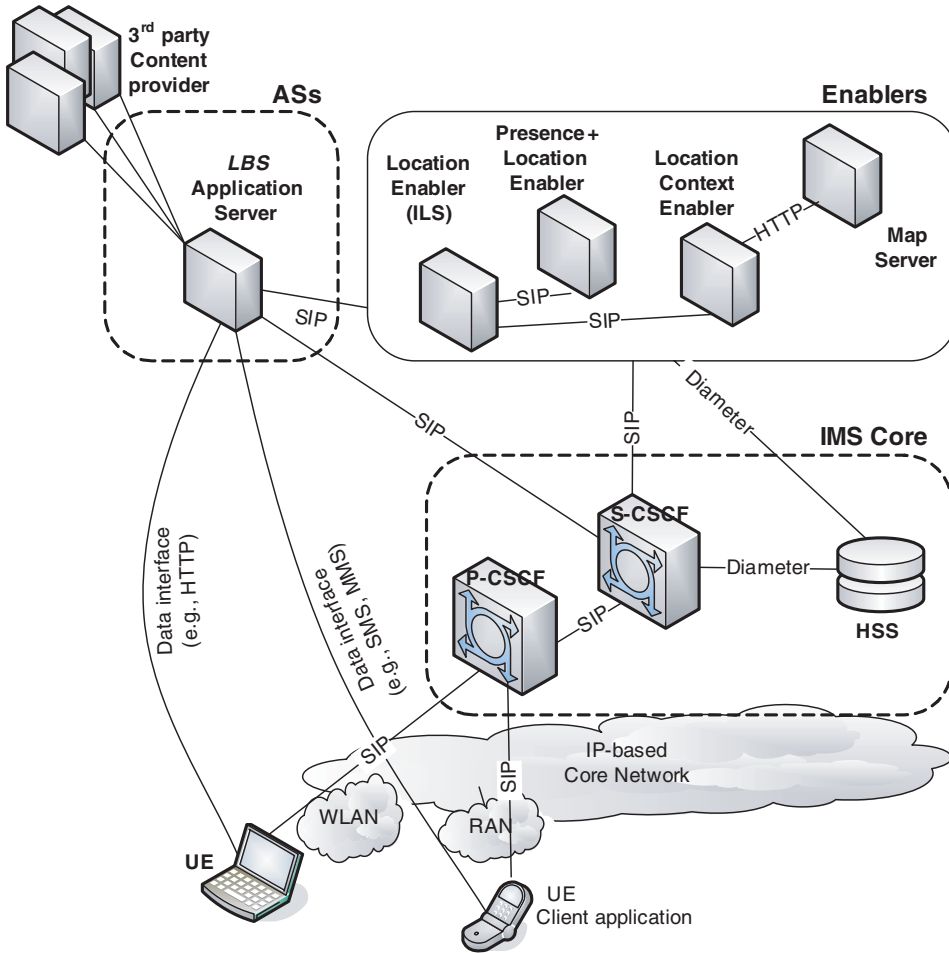 3rd party
Content
provider
ASs
Enablers
LBS
Application
Server
Location
Enabler
(ILS)
Presence +
Location
Enabler
Location
Context
Enabler
HTTP
Map
Server
SIP
SIP
SIP
SIP
SIP
Diameter
IMS Core
S-CSCF
P-CSCF
Diameter
SIP
HSS
Data interface
(e.g., HTTP)
Data interface
(e.g., SMS, MMS)
SIP
SIP
IP-based
Core Network
WLAN
RAN
UE
UE
Client application